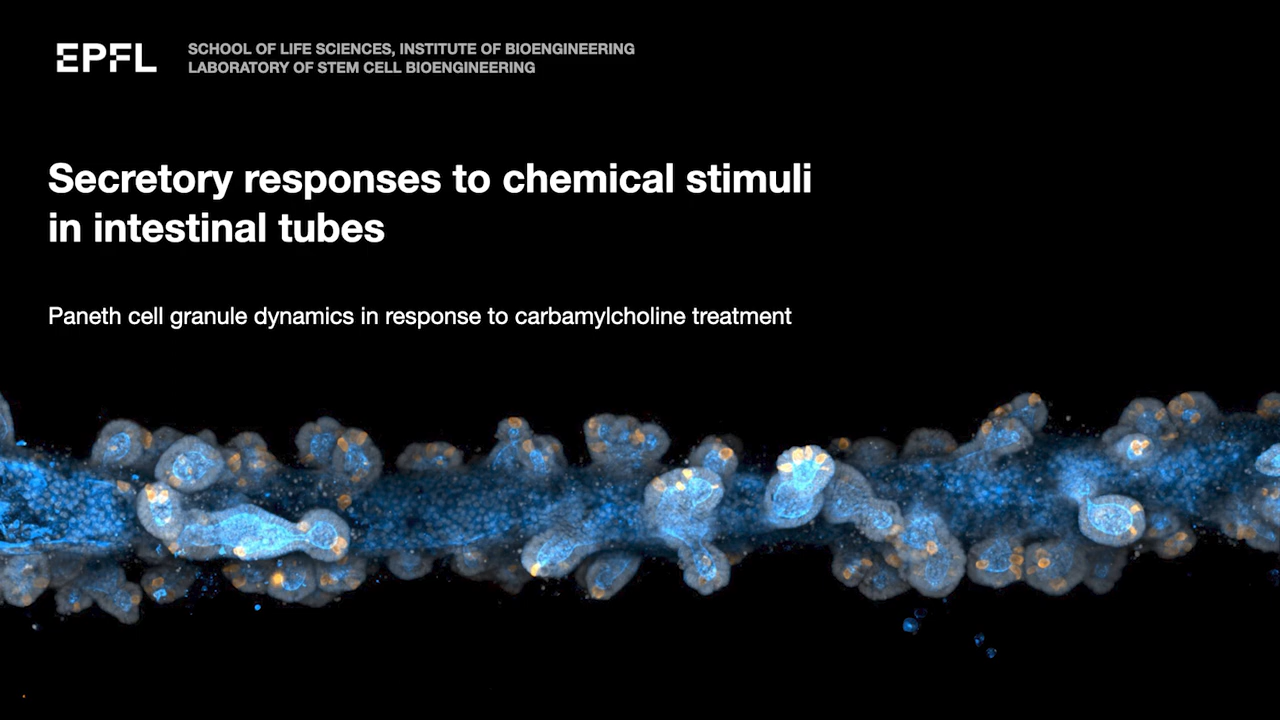 EPFL
SCHOOL OF LIFE SCIENCES, INSTITUTE OF BIOENGINEERING
LABORATORY OF STEM CELL BIOENGINEERING
Secretory responses to chemical stimuli
in intestinal tubes
Paneth cell granule dynamics in response to carbamylcholine treatment